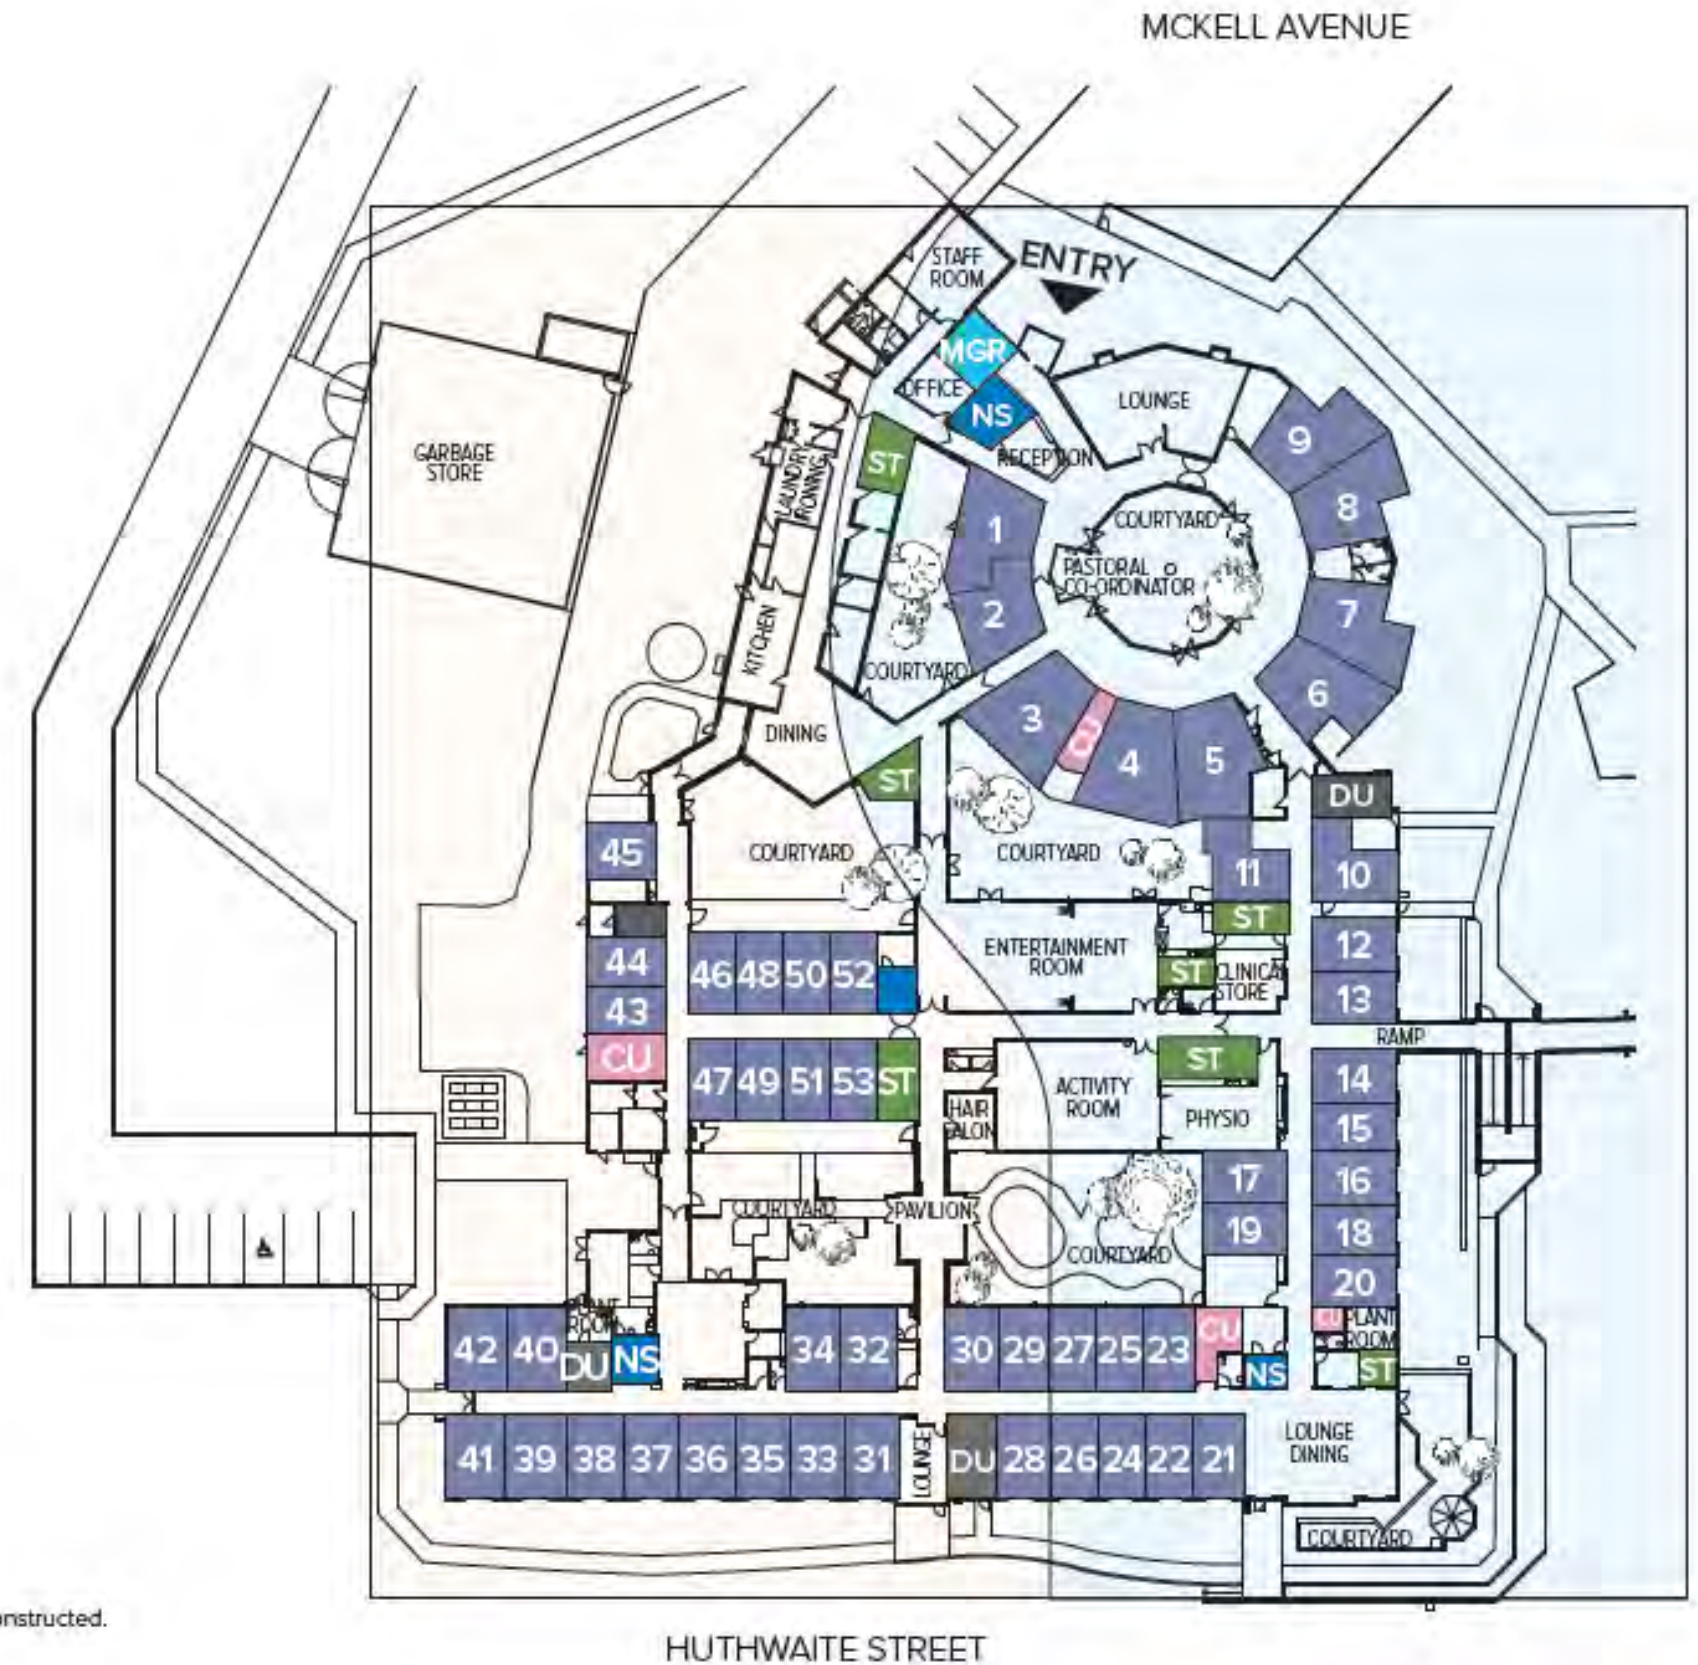 MCKELL AVENUE
STAFF
ROOM
ENTRY
MGR
OFFICE
NS
RECEPTION
LOUNGE
9
8
7
6
GARBAGE
STORE
LAUNDRY
IRONING
ST
1
2
COURTYARD
PASTORAL
CO-ORDINATOR
KITCHEN
COURTYARD
DINING
ST
3
CU
4
5
DU
45
COURTYARD
COURTYARD
11
10
ST
44
43
CU
46
48
50
52
ENTERTAINMENT
ROOM
ST
CLINICAL
STORE
12
13
RAMP
47
49
51
53
ST
HAIR
SALON
ACTIVITY
ROOM
ST
PHYSIO
14
15
17
16
19
18
20
COURTYARD
PAVILION
COURTYARD
42
40
PLANT
ROOM
DU
NS
34
32
30
29
27
25
23
CU
NS
CU
PLANT
ROOM
ST
41
39
38
37
36
35
33
31
LOUNGE
DU
28
26
24
22
21
LOUNGE
DINING
COURTYARD
onstructed.
HUTHWAITE STREET